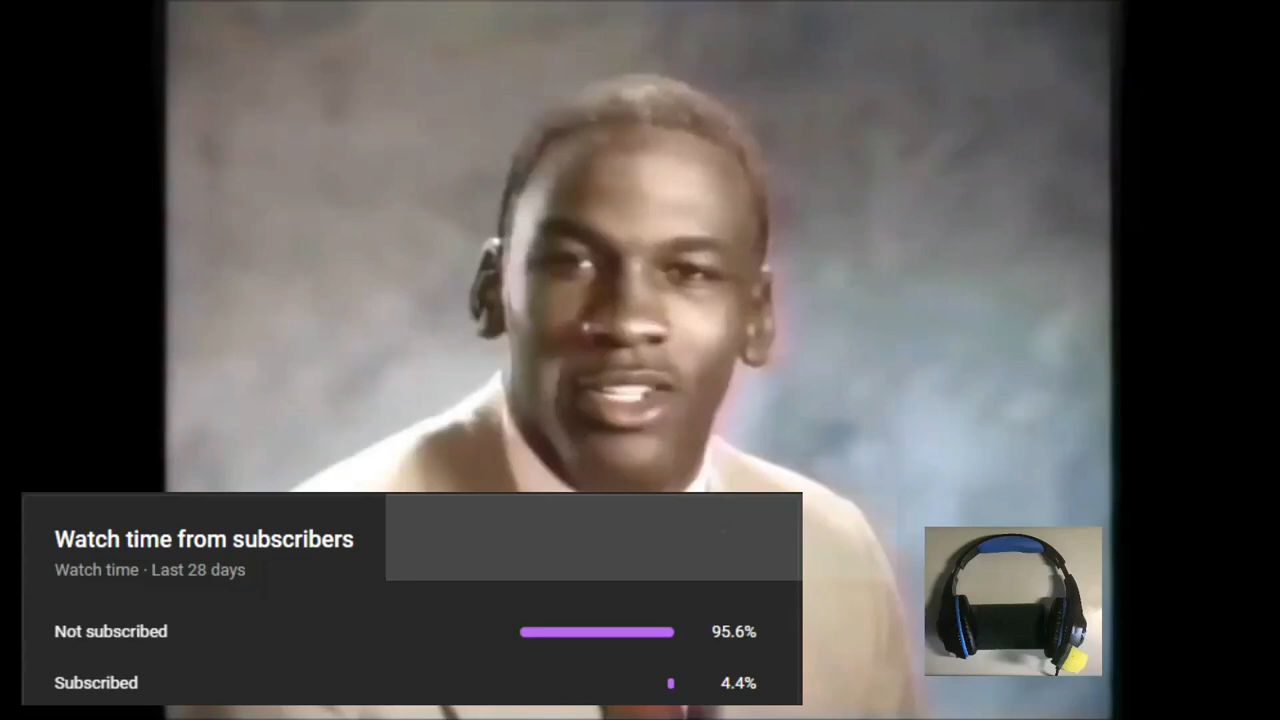 Watch time from subscribers
Watch time · Last 28 days
Not subscribed 95.6%
Subscribed 4.4%